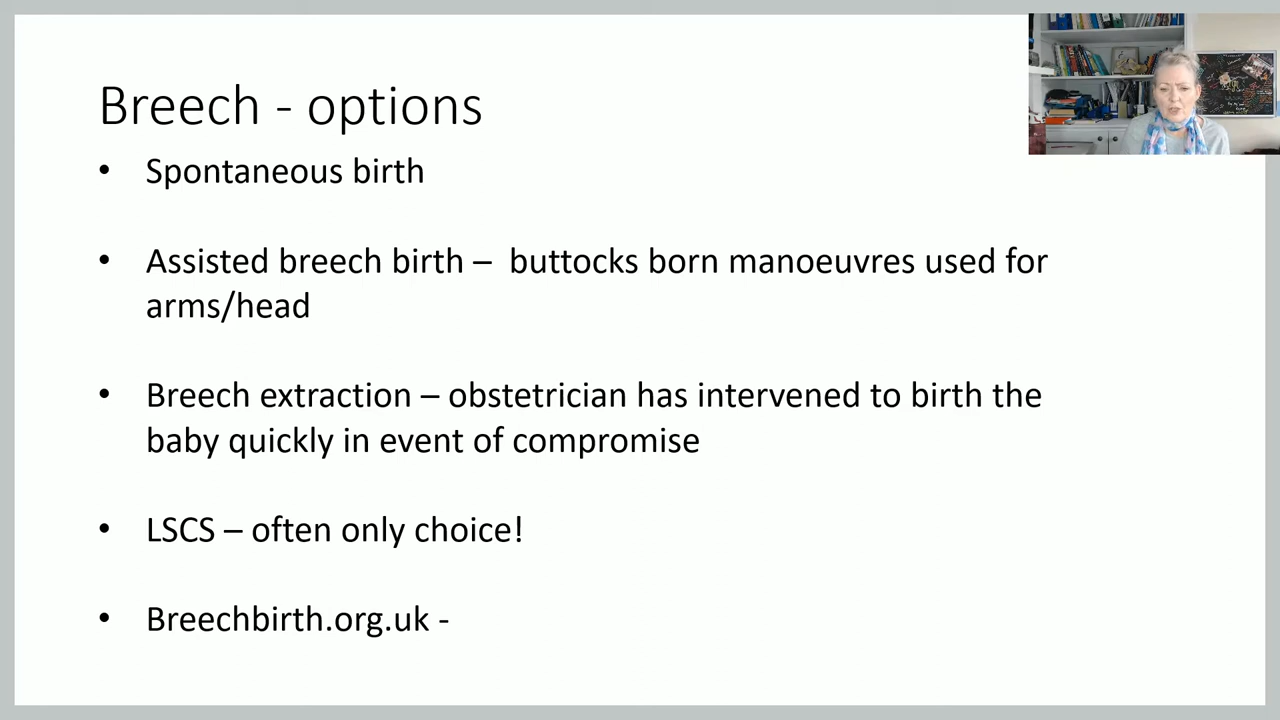 Breech - options
• Spontaneous birth
• Assisted breech birth – buttocks born manoeuvres used for
arms/head
• Breech extraction – obstetrician has intervened to birth the
baby quickly in event of compromise
• LSCS – often only choice!
• Breechbirth.org.uk -